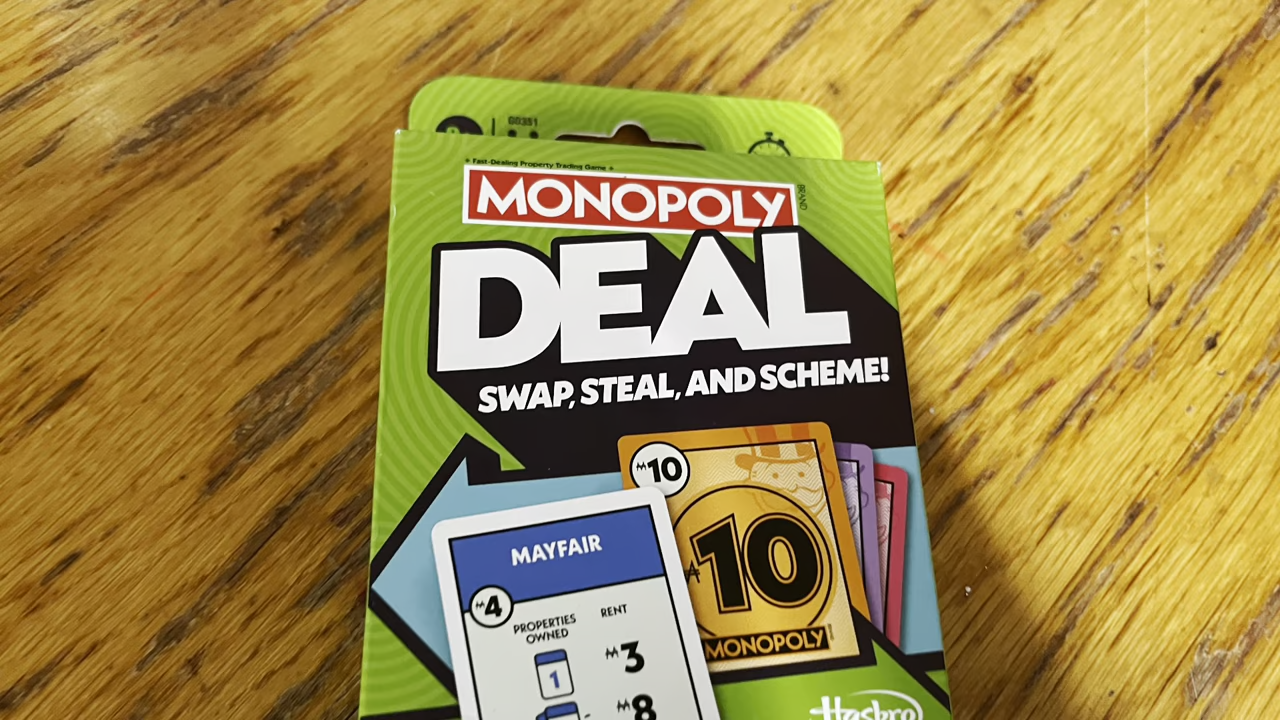 G0351
✦ Fast-Dealing Property Trading Game ✦
MONOPOLY
BRAND
DEAL
SWAP, STEAL, AND SCHEME!
₩10
₩10
MONOPOLY
MAYFAIR
₩4
PROPERTIES
OWNED
RENT
1
₩3
₩8
Hasbro